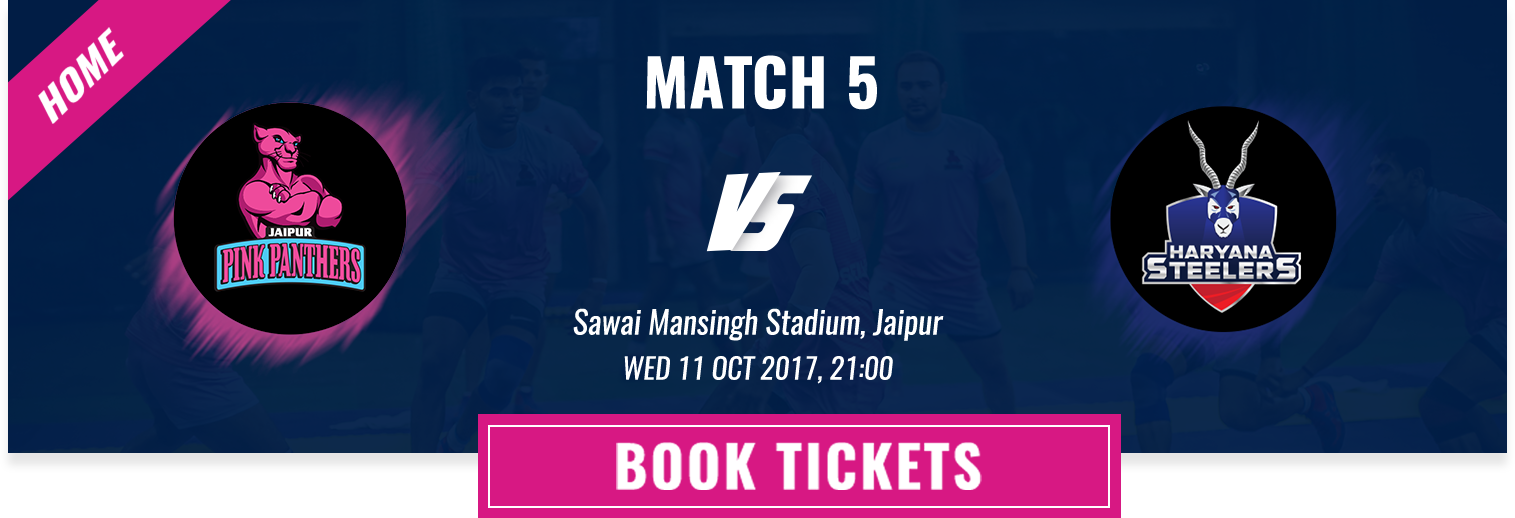 HOME
MATCH 5
JAIPUR
PINK PANTHERS
VS
HARYANA
STEELERS
Sawai Mansingh Stadium, Jaipur
WED 11 OCT 2017, 21:00
BOOK TICKETS